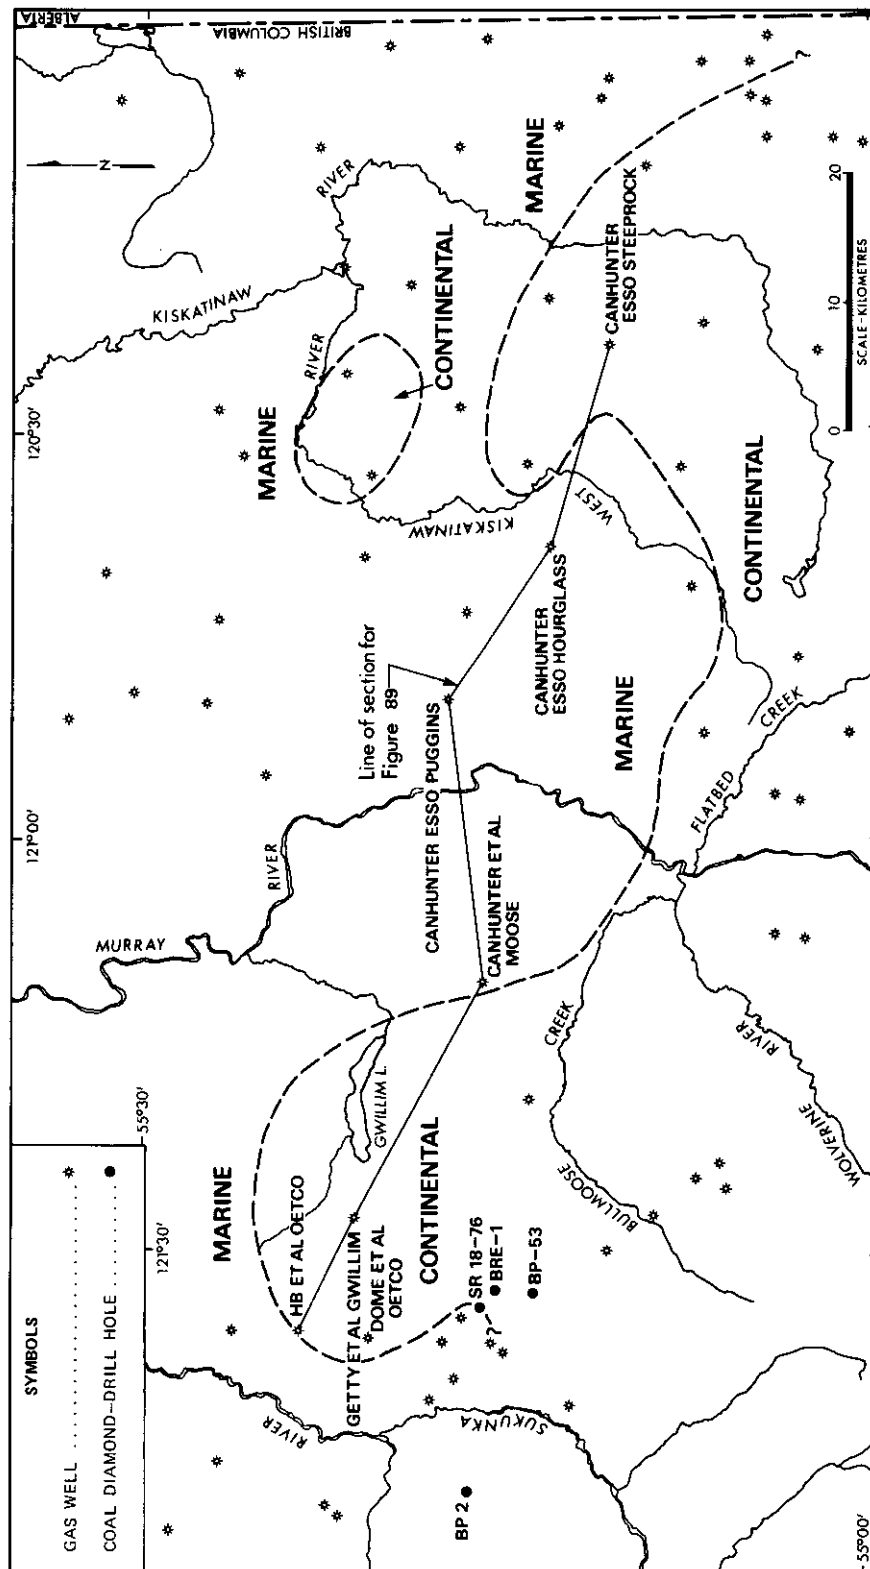 SYMBOLS
GAS WELL ....................
COAL DIAMOND-DRILL HOLE ..........
121°30'
121°00'
120°30'
55°30'
55°00'
ALBERTA
BRITISH COLUMBIA
N
MURRAY
RIVER
KISKATINAW
RIVER
RIVER
MARINE
MARINE
MARINE
CONTINENTAL
RIVER
HB ET AL OETCO
GWILLIM L.
GETTY ET AL GWILLIM
DOME ET AL
OETCO
CONTINENTAL
Line of section for
Figure 89
CANHUNTER ESSO PUGGINS
CANHUNTER ET AL
MOOSE
KISKATINAW
WEST
CANHUNTER
ESSO HOURGLASS
CANHUNTER
ESSO STEEPROCK
MARINE
CONTINENTAL
BP 2
SUKUNKA
SR 18-76
BRE-1
BP-53
?
?
CREEK
BULLMOOSE
FLATBED
CREEK
RIVER
WOLVERINE
0
10
20
SCALE-KILOMETRES